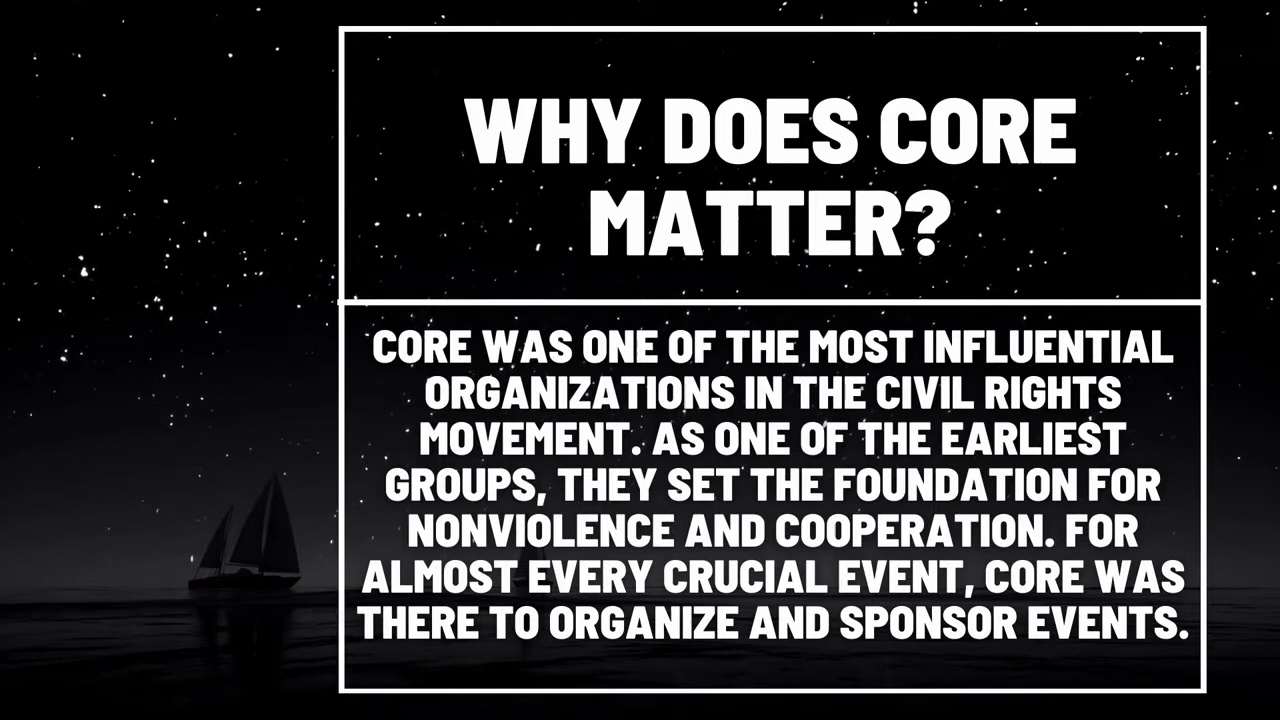 WHY DOES CORE
MATTER?
CORE WAS ONE OF THE MOST INFLUENTIAL
ORGANIZATIONS IN THE CIVIL RIGHTS
MOVEMENT. AS ONE OF THE EARLIEST
GROUPS, THEY SET THE FOUNDATION FOR
NONVIOLENCE AND COOPERATION. FOR
ALMOST EVERY CRUCIAL EVENT, CORE WAS
THERE TO ORGANIZE AND SPONSOR EVENTS.